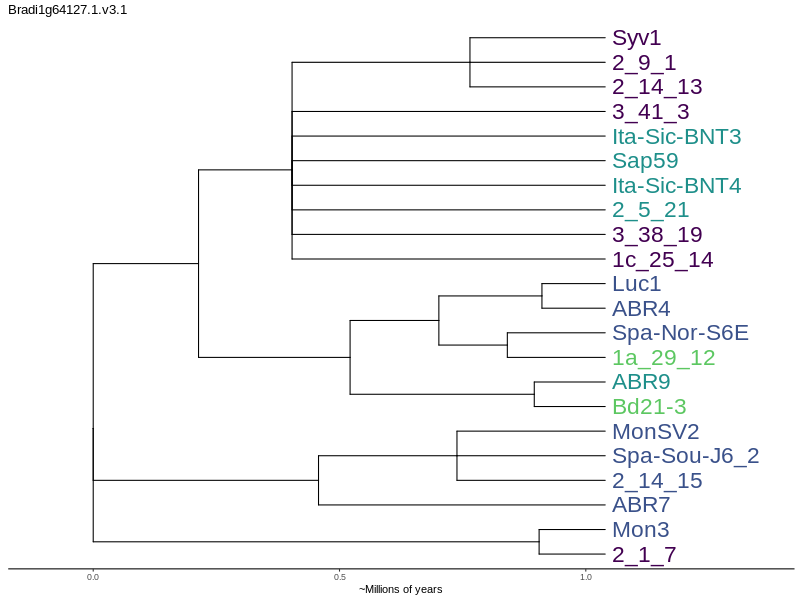 Bradi1g64127.1.v3.1
Syv1
2_9_1
2_14_13
3_41_3
Ita-Sic-BNT3
Sap59
Ita-Sic-BNT4
2_5_21
3_38_19
1c_25_14
Luc1
ABR4
Spa-Nor-S6E
1a_29_12
ABR9
Bd21-3
MonSV2
Spa-Sou-J6_2
2_14_15
ABR7
Mon3
2_1_7
0.0 0.5 1.0
~Millions of years